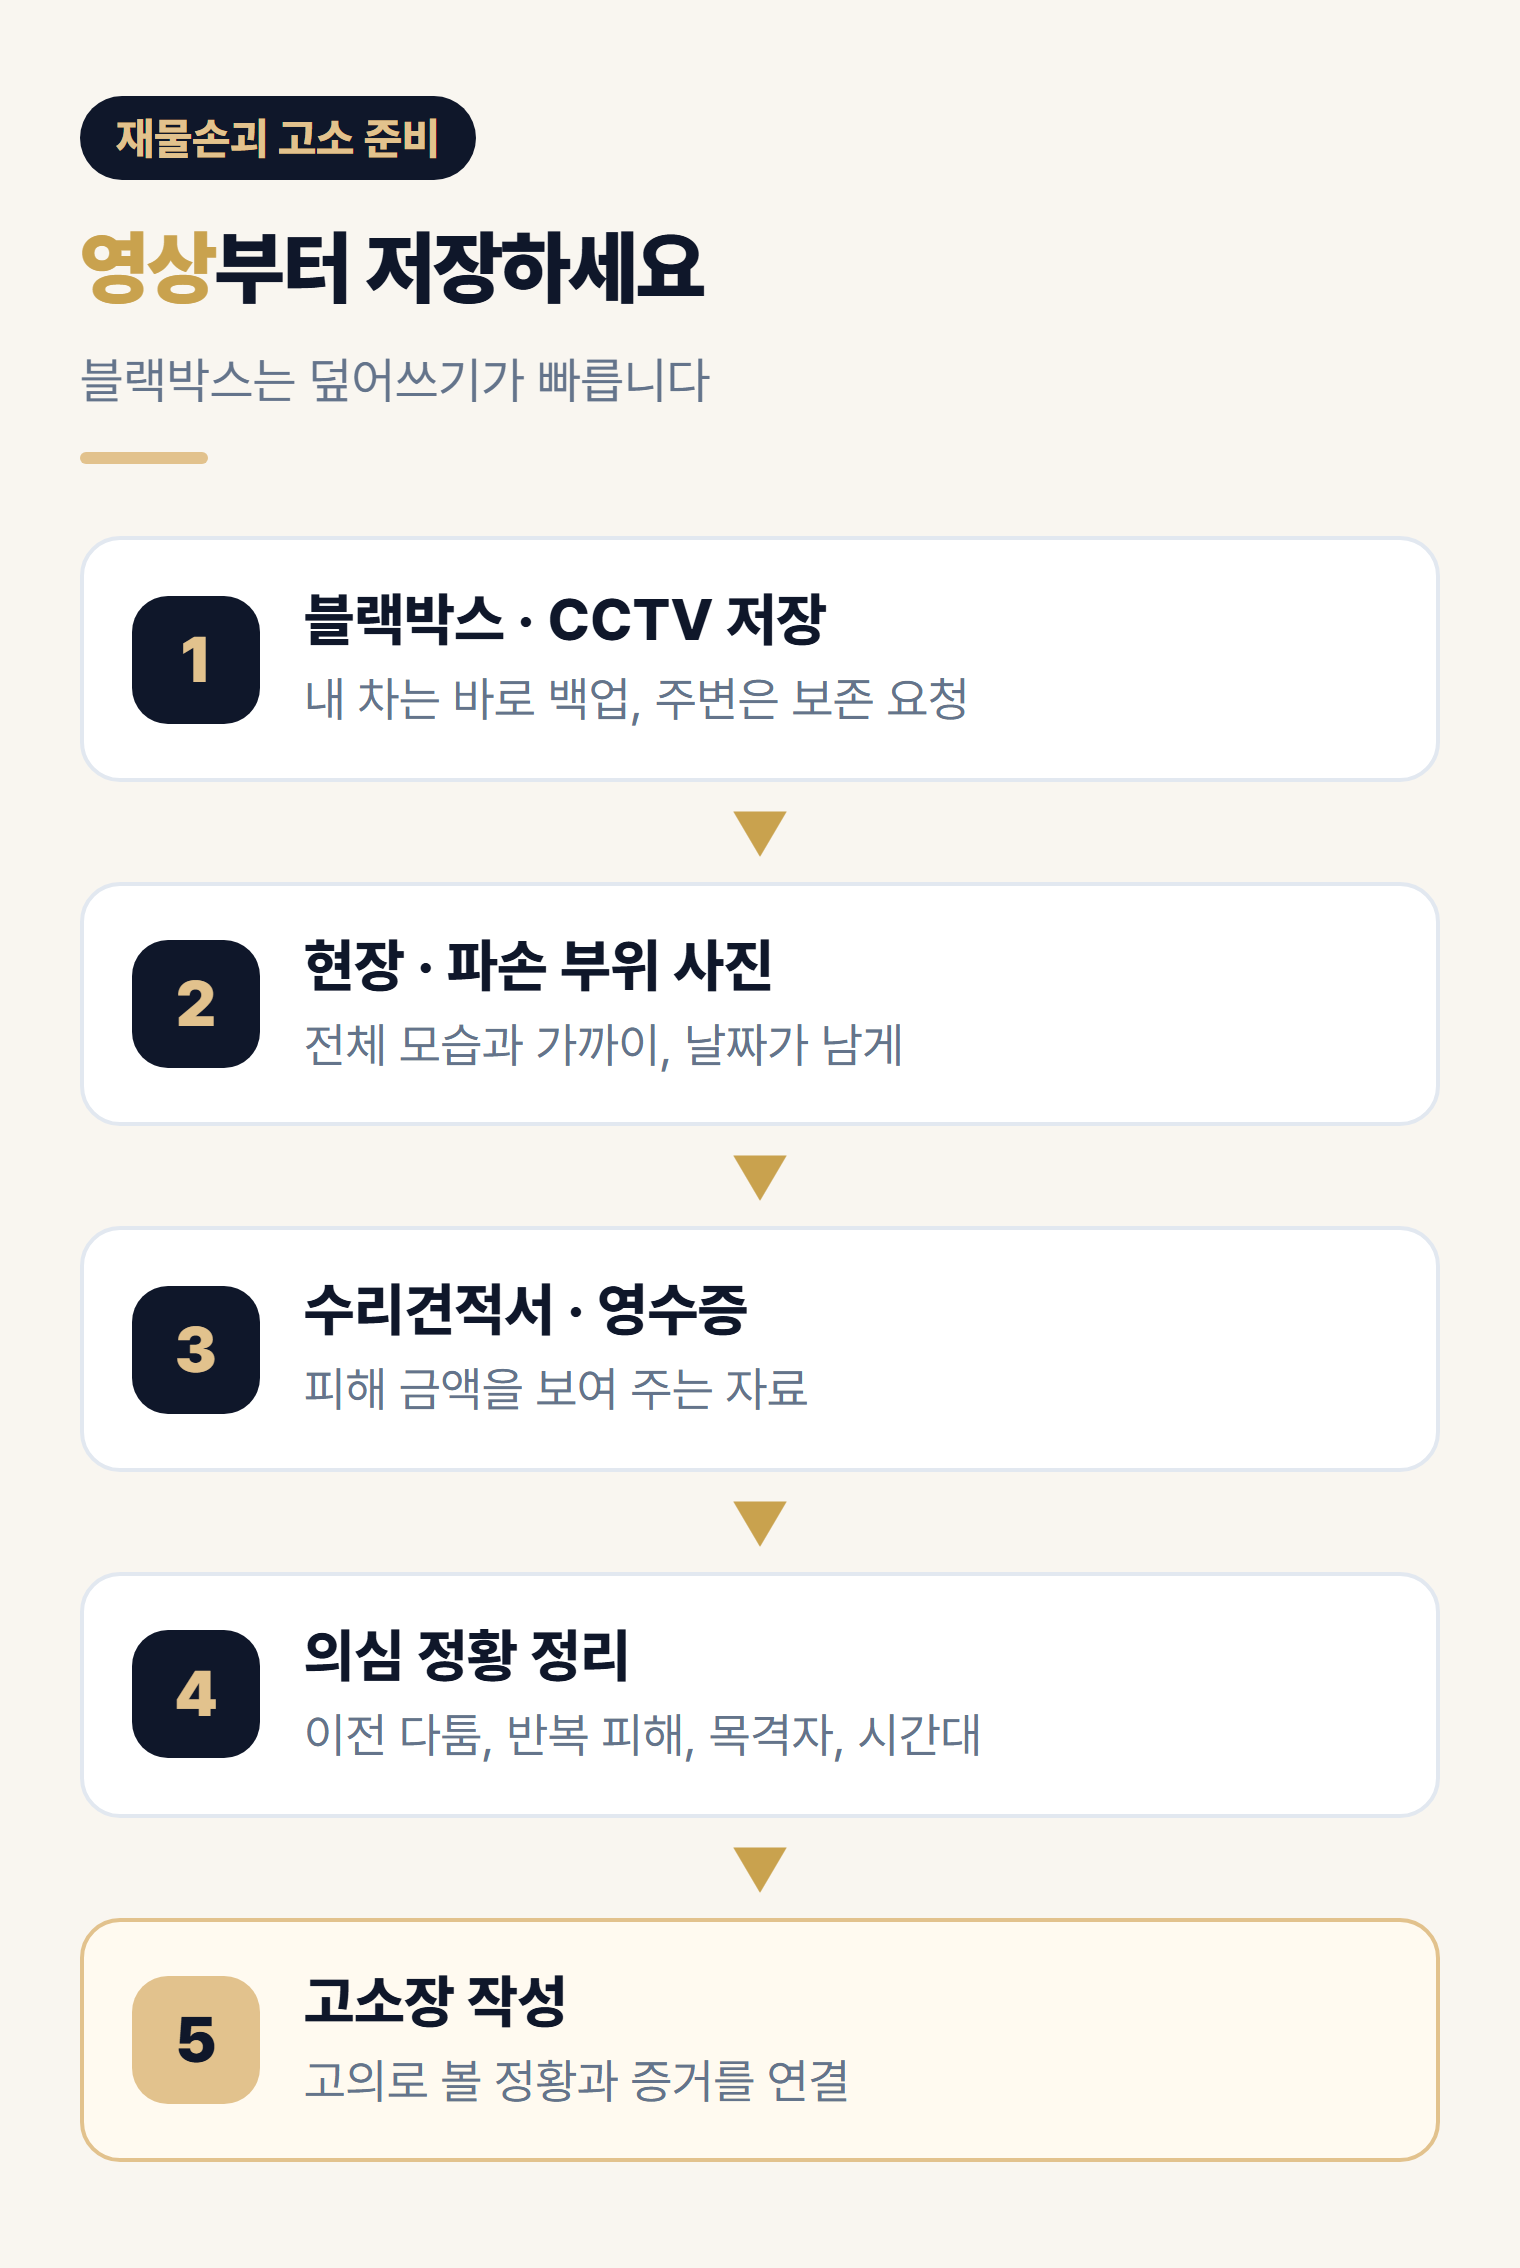 재물손괴 고소 준비
영상부터 저장하세요
블랙박스는 덮어쓰기가 빠릅니다
1
블랙박스 · CCTV 저장
내 차는 바로 백업, 주변은 보존 요청
2
현장 · 파손 부위 사진
전체 모습과 가까이, 날짜가 남게
3
수리견적서 · 영수증
피해 금액을 보여 주는 자료
4
의심 정황 정리
이전 다툼, 반복 피해, 목격자, 시간대
5
고소장 작성
고의로 볼 정황과 증거를 연결